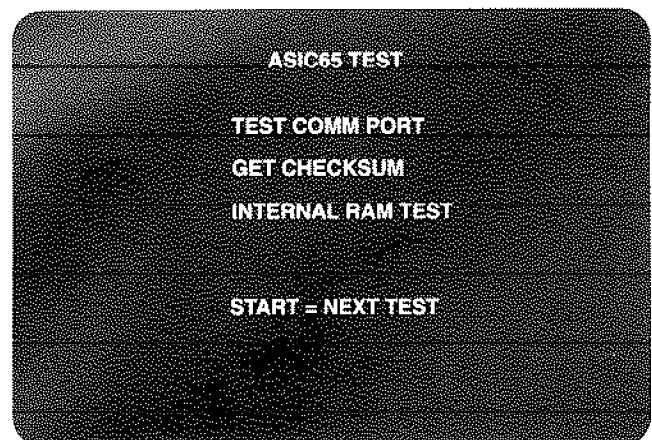 ASIC65 TEST
TEST COMM PORT
GET CHECKSUM
INTERNAL RAM TEST
START = NEXT TEST